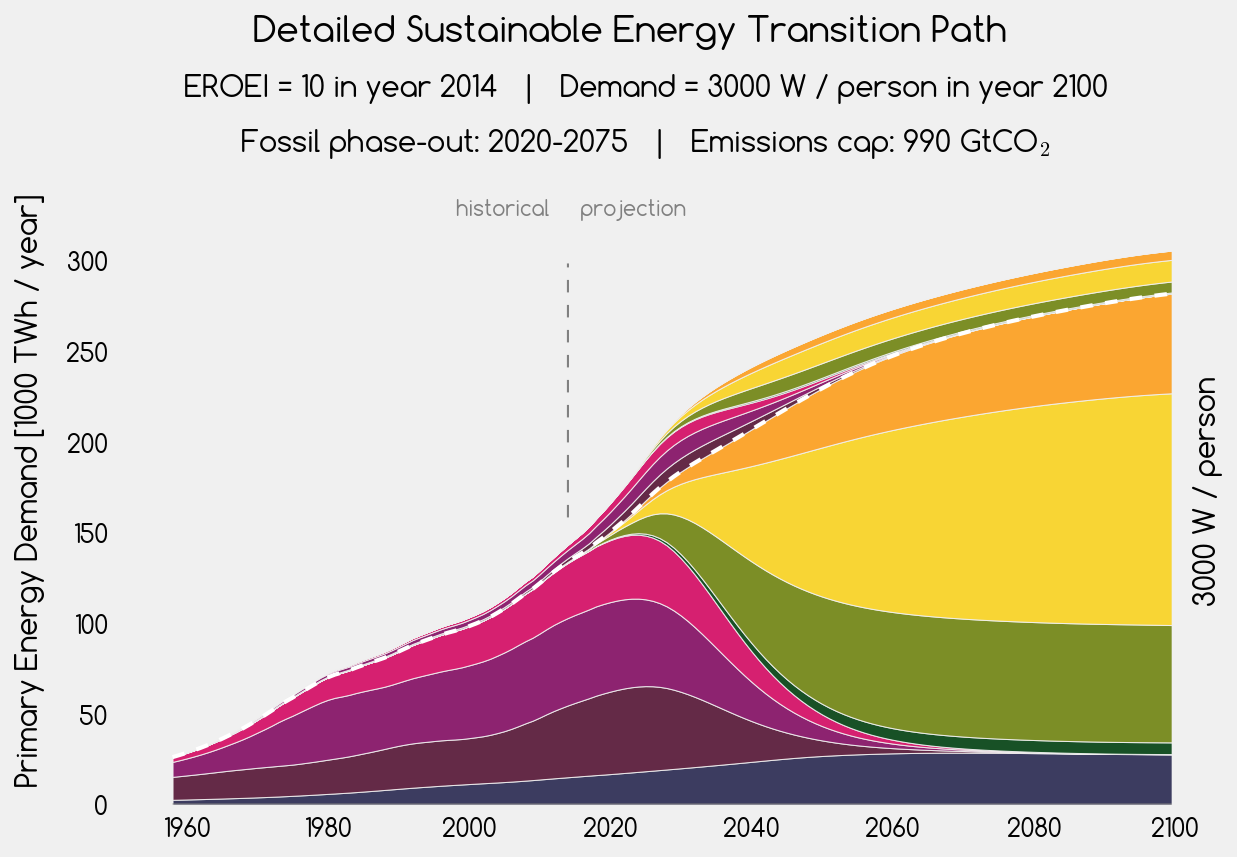 Detailed Sustainable Energy Transition Path
EROEI = 10 in year 2014 | Demand = 3000 W / person in year 2100
Fossil phase-out: 2020-2075 | Emissions cap: 990 GtCO₂
historical projection
Primary Energy Demand [1000 TWh / year]
300
250
200
150
100
50
0
3000 W / person
1960 1980 2000 2020 2040 2060 2080 2100